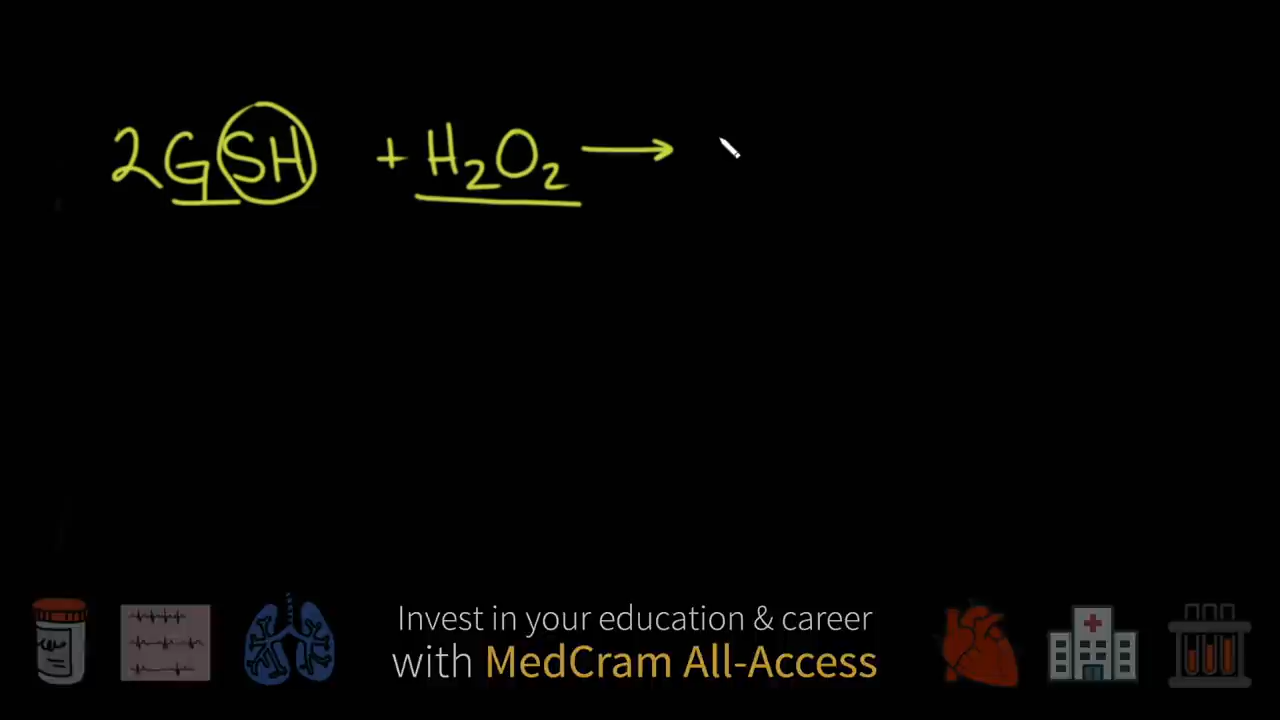 2GSH + H₂O₂ →
Invest in your education & career
with MedCram All-Access